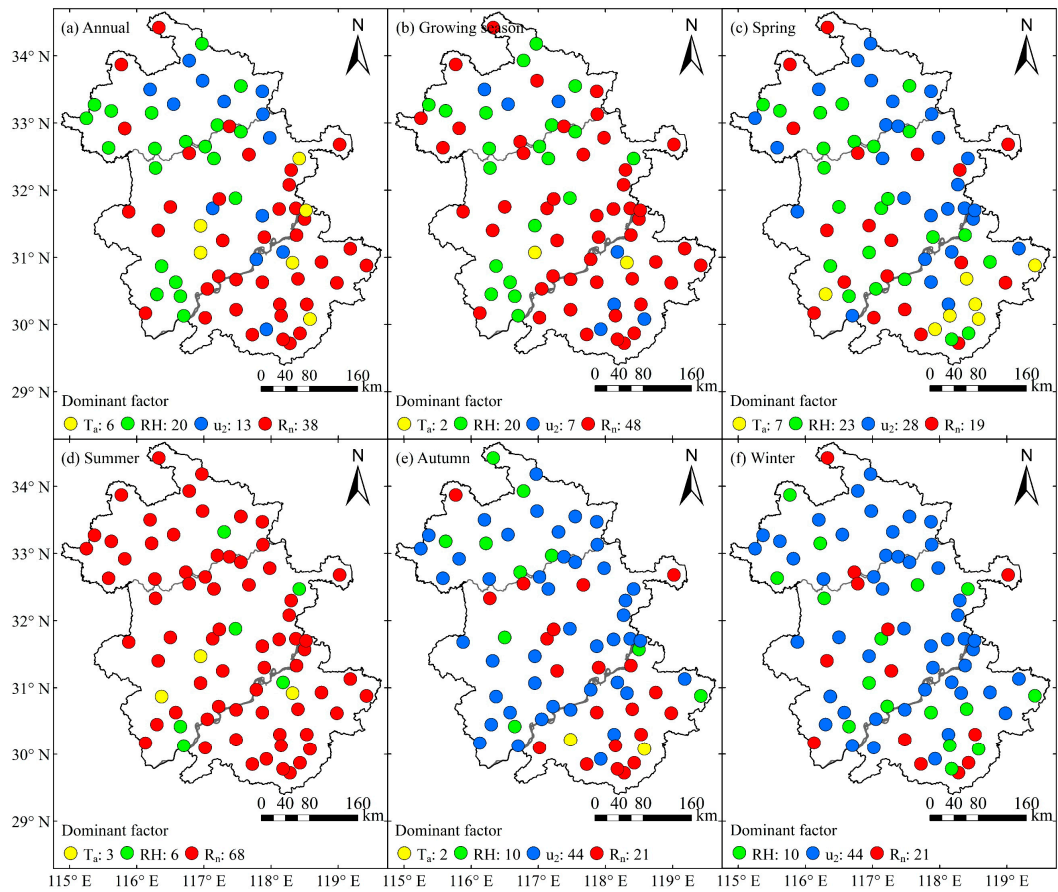 (a) Annual
N
(b) Growing season
N
(c) Spring
N
34° N
33° N
32° N
31° N
30° N
29° N
0 40 80 160
km
0 40 80 160
km
0 40 80 160
km
Dominant factor
Tₐ: 6 RH: 20 u₂: 13 Rₙ: 38
Dominant factor
Tₐ: 2 RH: 20 u₂: 7 Rₙ: 48
Dominant factor
Tₐ: 7 RH: 23 u₂: 28 Rₙ: 19
(d) Summer
N
(e) Autumn
N
(f) Winter
N
34° N
33° N
32° N
31° N
30° N
29° N
0 40 80 160
km
0 40 80 160
km
0 40 80 160
km
Dominant factor
Tₐ: 3 RH: 6 Rₙ: 68
Dominant factor
Tₐ: 2 RH: 10 u₂: 44 Rₙ: 21
Dominant factor
RH: 10 u₂: 44 Rₙ: 21
115° E 116° E 117° E 118° E 119° E
115° E 116° E 117° E 118° E 119° E
115° E 116° E 117° E 118° E 119° E